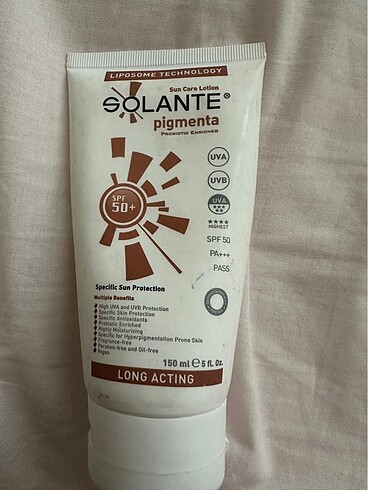 LIPOSOME TECHNOLOGY
Sun Care Lotion
SOLANTE®
pigmenta
PROBIOTIC ENRICHED
SPF
50+
UVA
UVB
UVA
HIGHEST
SPF 50
PA+++
PASS
Specific Sun Protection
Multiple Benefits
High UVA and UVB Protection
Specific Skin Protection
Specific Antioxidants
Probiotic Enriched
Highly Moisturizing
Specific for Hyperpigmentation Prone Skin
Fragrance-free
Paraben-free and Oil-free
Vegan
150 ml ℮ 5 fl. Oz.
LONG ACTING